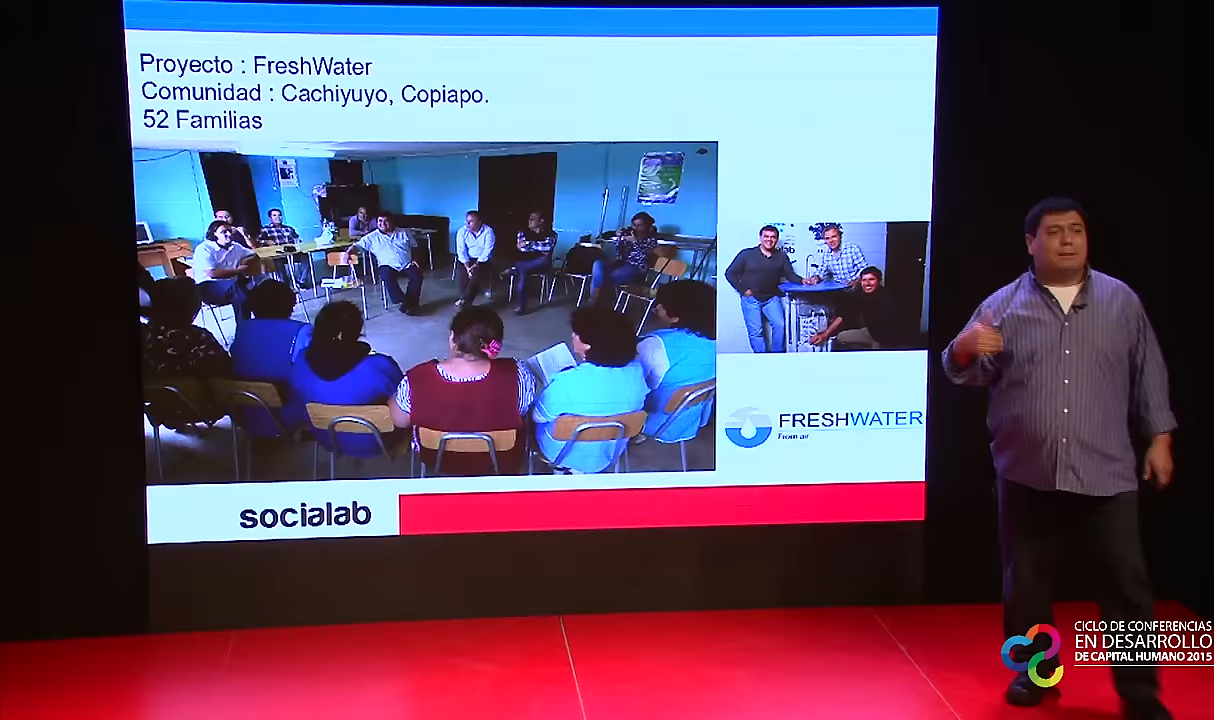 Proyecto : FreshWater
Comunidad : Cachiyuyo, Copiapo.
52 Familias
FRESHWATER
From air
socialab
CICLO DE CONFERENCIAS
EN DESARROLLO
DE CAPITAL HUMANO 2015